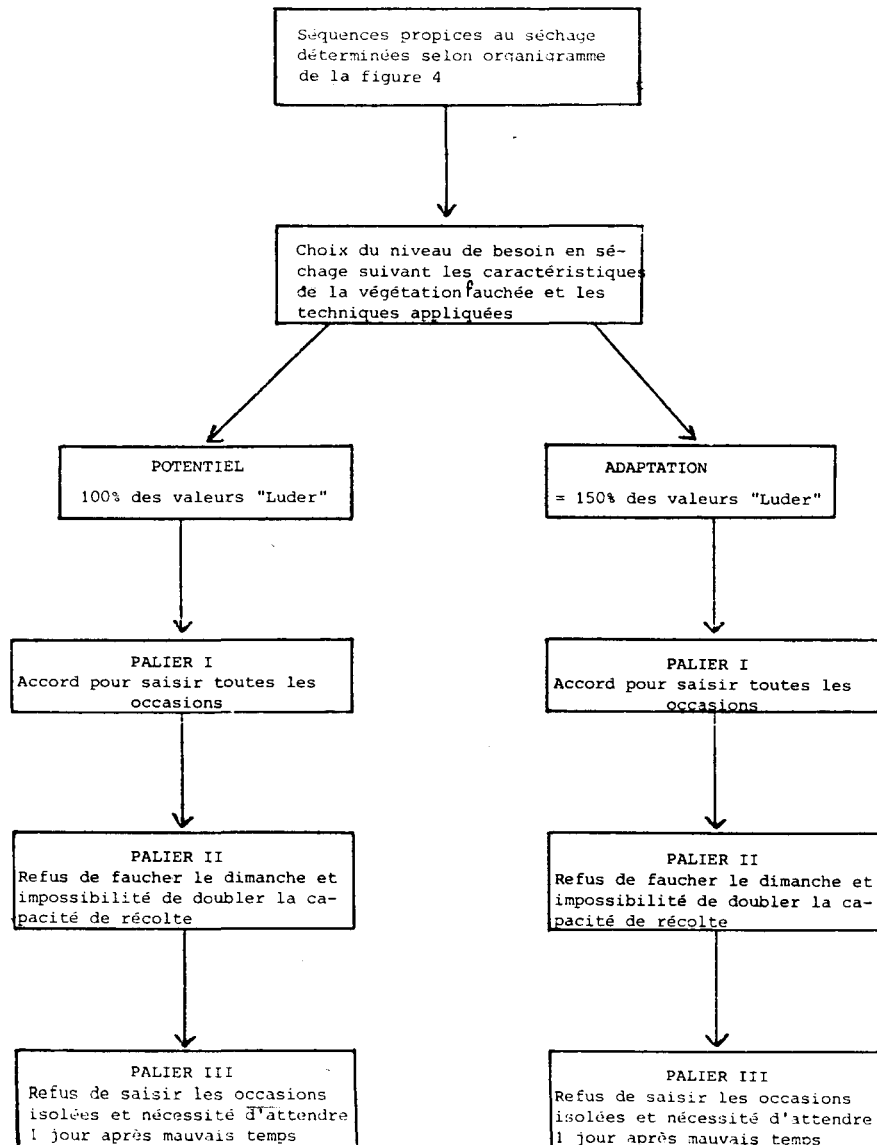 Séquences propices au séchage
déterminées selon organigramme
de la figure 4
Choix du niveau de besoin en sé-
chage suivant les caractéristiques
de la végétation fauchée et les
techniques appliquées
POTENTIEL
100% des valeurs "Luder"
ADAPTATION
= 150% des valeurs "Luder"
PALIER I
Accord pour saisir toutes les
occasions
PALIER I
Accord pour saisir toutes les
occasions
PALIER II
Refus de faucher le dimanche et
impossibilité de doubler la ca-
pacité de récolte
PALIER II
Refus de faucher le dimanche et
impossibilité de doubler la ca-
pacité de récolte
PALIER III
Refus de saisir les occasions
isolées et nécessité d'attendre
1 jour après mauvais temps
PALIER III
Refus de saisir les occasions
isolées et nécessité d'attendre
1 jour après mauvais temps